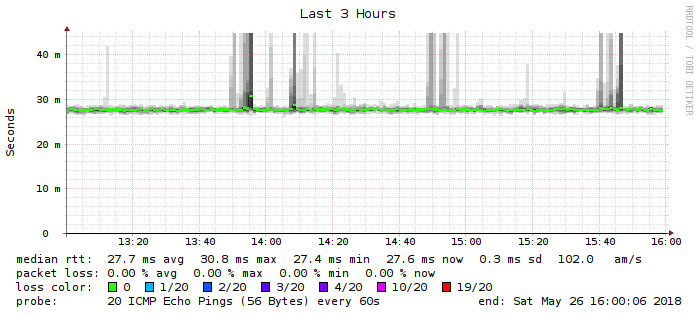 Last 3 Hours
RRDTOOL / TOBI OETIKER
Seconds
40 m
30 m
20 m
10 m
0
13:20 13:40 14:00 14:20 14:40 15:00 15:20 15:40 16:00
median rtt: 27.7 ms avg 30.8 ms max 27.4 ms min 27.6 ms now 0.3 ms sd 102.0 am/s
packet loss: 0.00 % avg 0.00 % max 0.00 % min 0.00 % now
loss color: 0 1/20 2/20 3/20 4/20 10/20 19/20
probe: 20 ICMP Echo Pings (56 Bytes) every 60s end: Sat May 26 16:00:06 2018